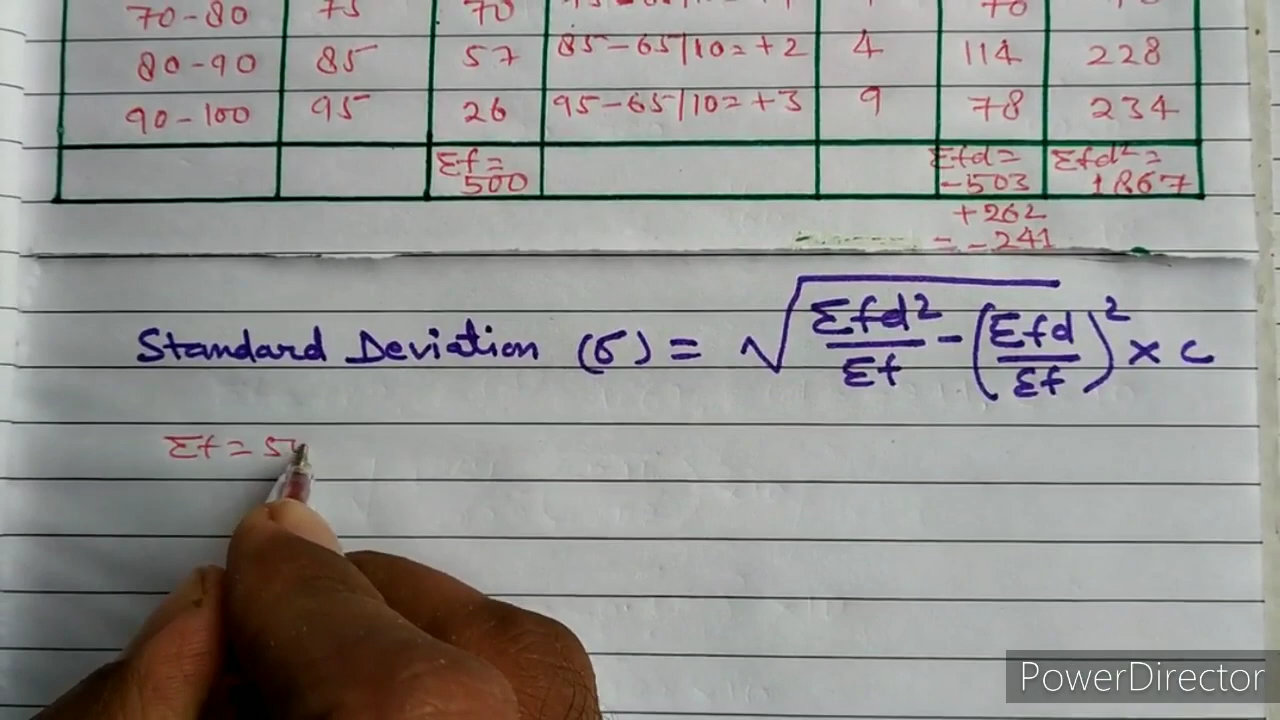 70-80 75 70
80-90 85 57 85-65/10=+2 4 114 228
90-100 95 26 95-65/10=+3 9 78 234
Σf= Σfd= Σfd²=
500 -503 1867
+262
= -241
Standard Deviation (σ) = √ Σfd²/Σf - (Σfd/Σf)² × c
Σf = 5
PowerDirector